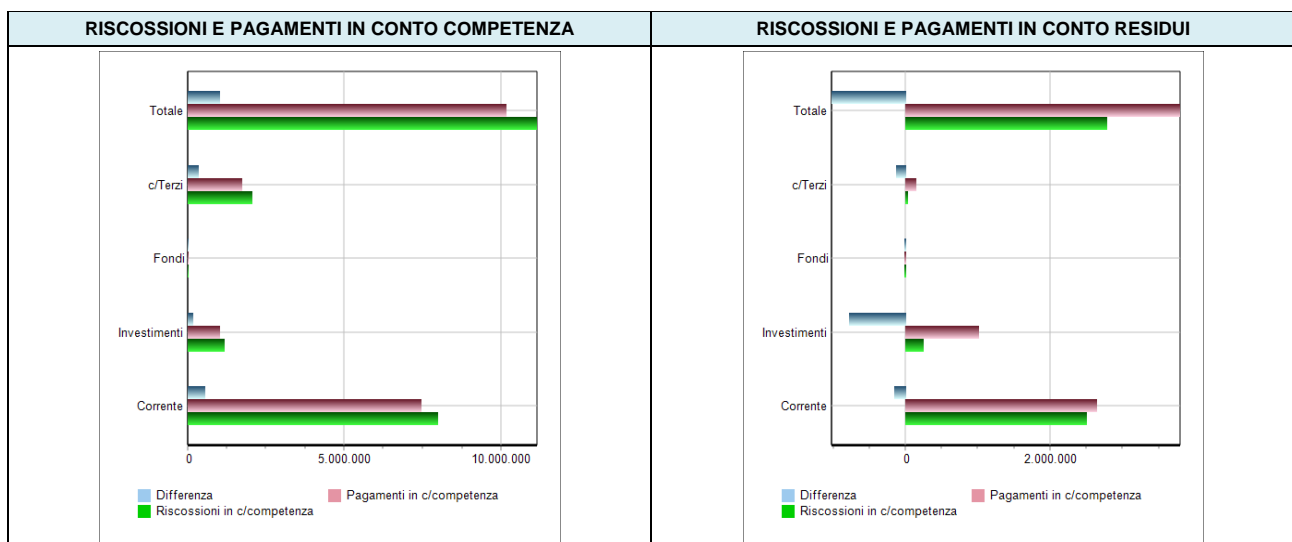 RISCOSSIONI E PAGAMENTI IN CONTO COMPETENZA
Totale
c/Terzi
Fondi
Investimenti
Corrente
0 5.000.000 10.000.000
Differenza Pagamenti in c/competenza
Riscossioni in c/competenza
RISCOSSIONI E PAGAMENTI IN CONTO RESIDUI
Totale
c/Terzi
Fondi
Investimenti
Corrente
0 2.000.000
Differenza Pagamenti in c/competenza
Riscossioni in c/competenza